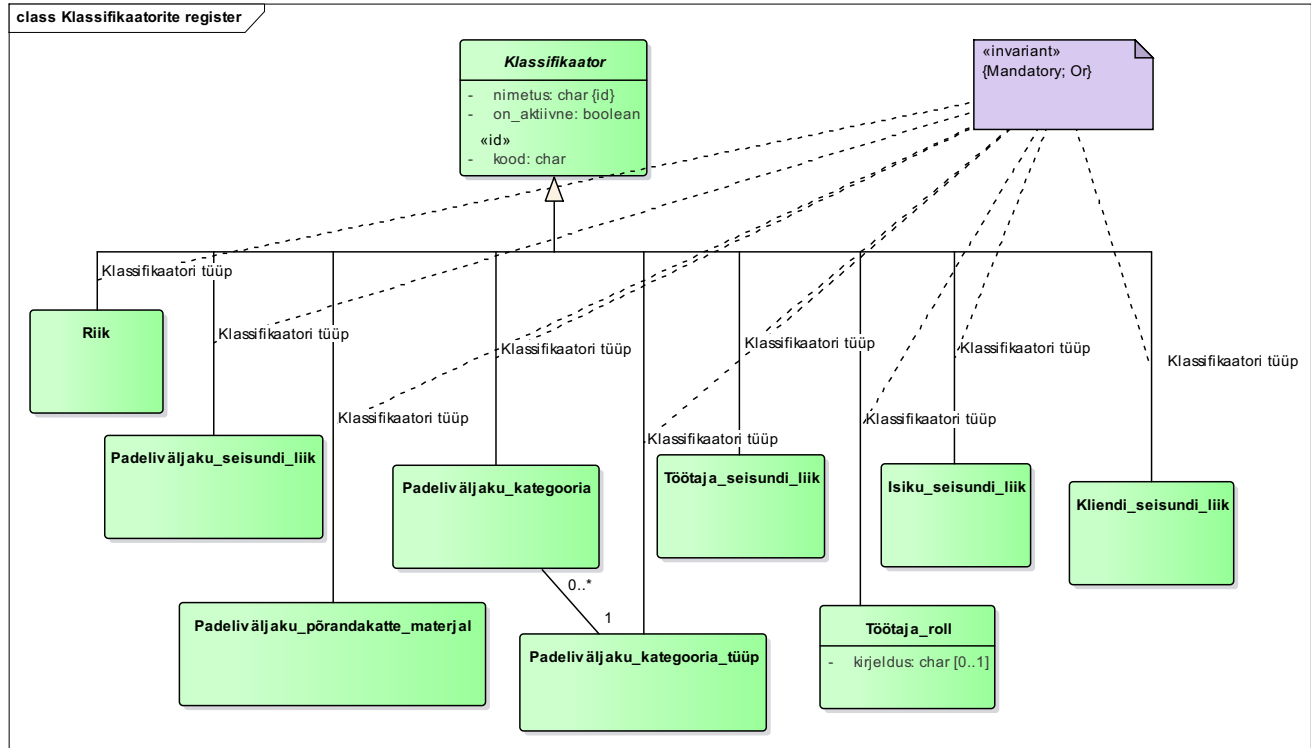 class Klassifikaatorite register
Klassifikaator
- nimetus: char {id}
- on_aktiivne: boolean
«id»
- kood: char
«invariant»
{Mandatory; Or}
Klassifikaatori tüüp
Riik
Klassifikaatori tüüp
Klassifikaatori tüüp
Klassifikaatori tüüp
Klassifikaatori tüüp
Klassifikaatori tüüp
Klassifikaatori tüüp
Klassifikaatori tüüp
Klassifikaatori tüüp
Padeliväljaku_seisundi_liik
Padeliväljaku_kategooria
Töötaja_seisundi_liik
Isiku_seisundi_liik
Kliendi_seisundi_liik
0..*
1
Padeliväljaku_põrandakatte_materjal
Padeliväljaku_kategooria_tüüp
Töötaja_roll
- kirjeldus: char [0..1]